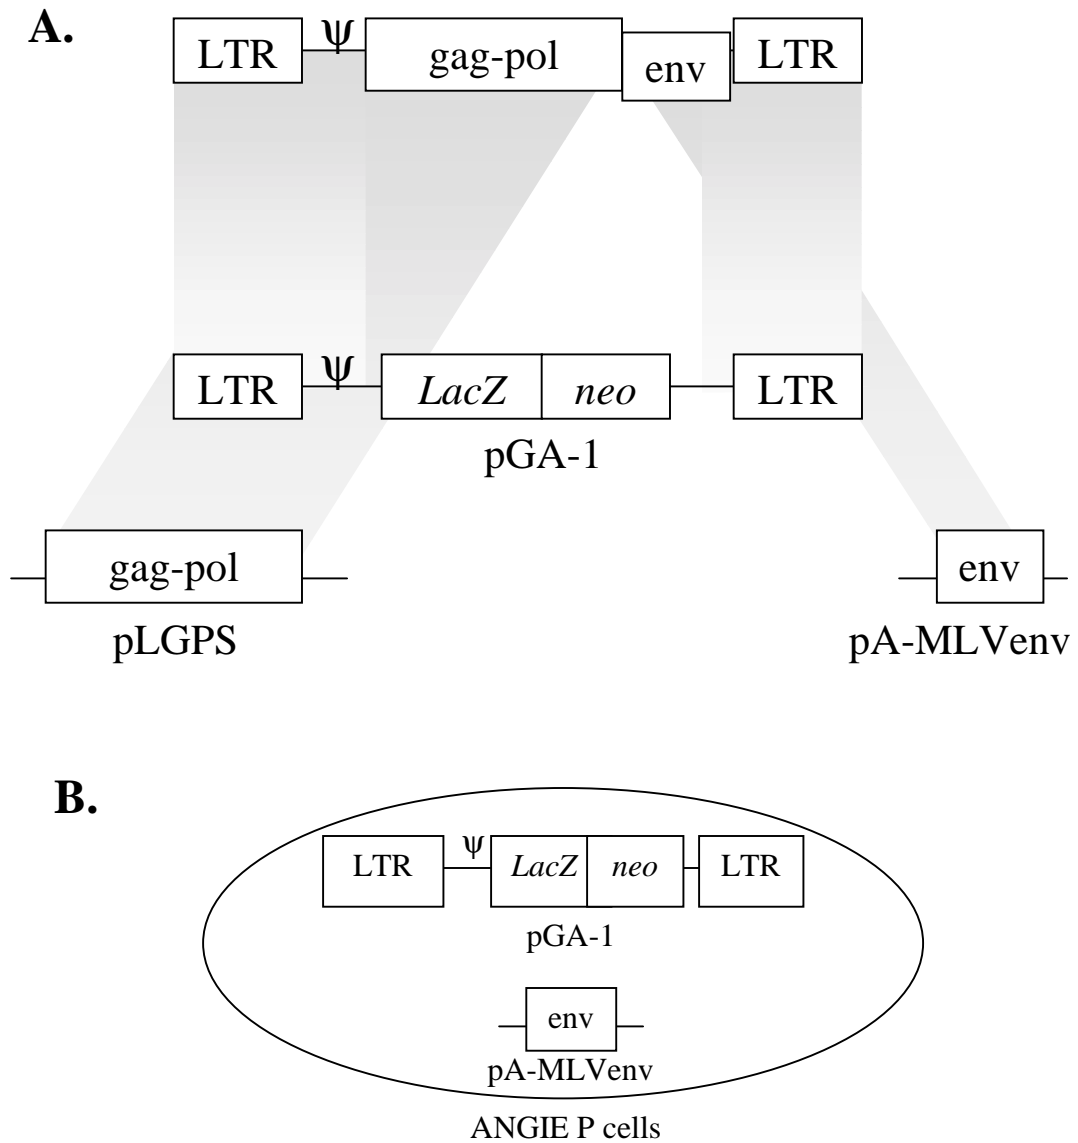 A.
LTR ψ gag-pol env LTR
LTR ψ LacZ neo LTR
pGA-1
gag-pol env
pLGPS pA-MLVenv
B.
LTR ψ LacZ neo LTR
pGA-1
env
pA-MLVenv
ANGIE P cells